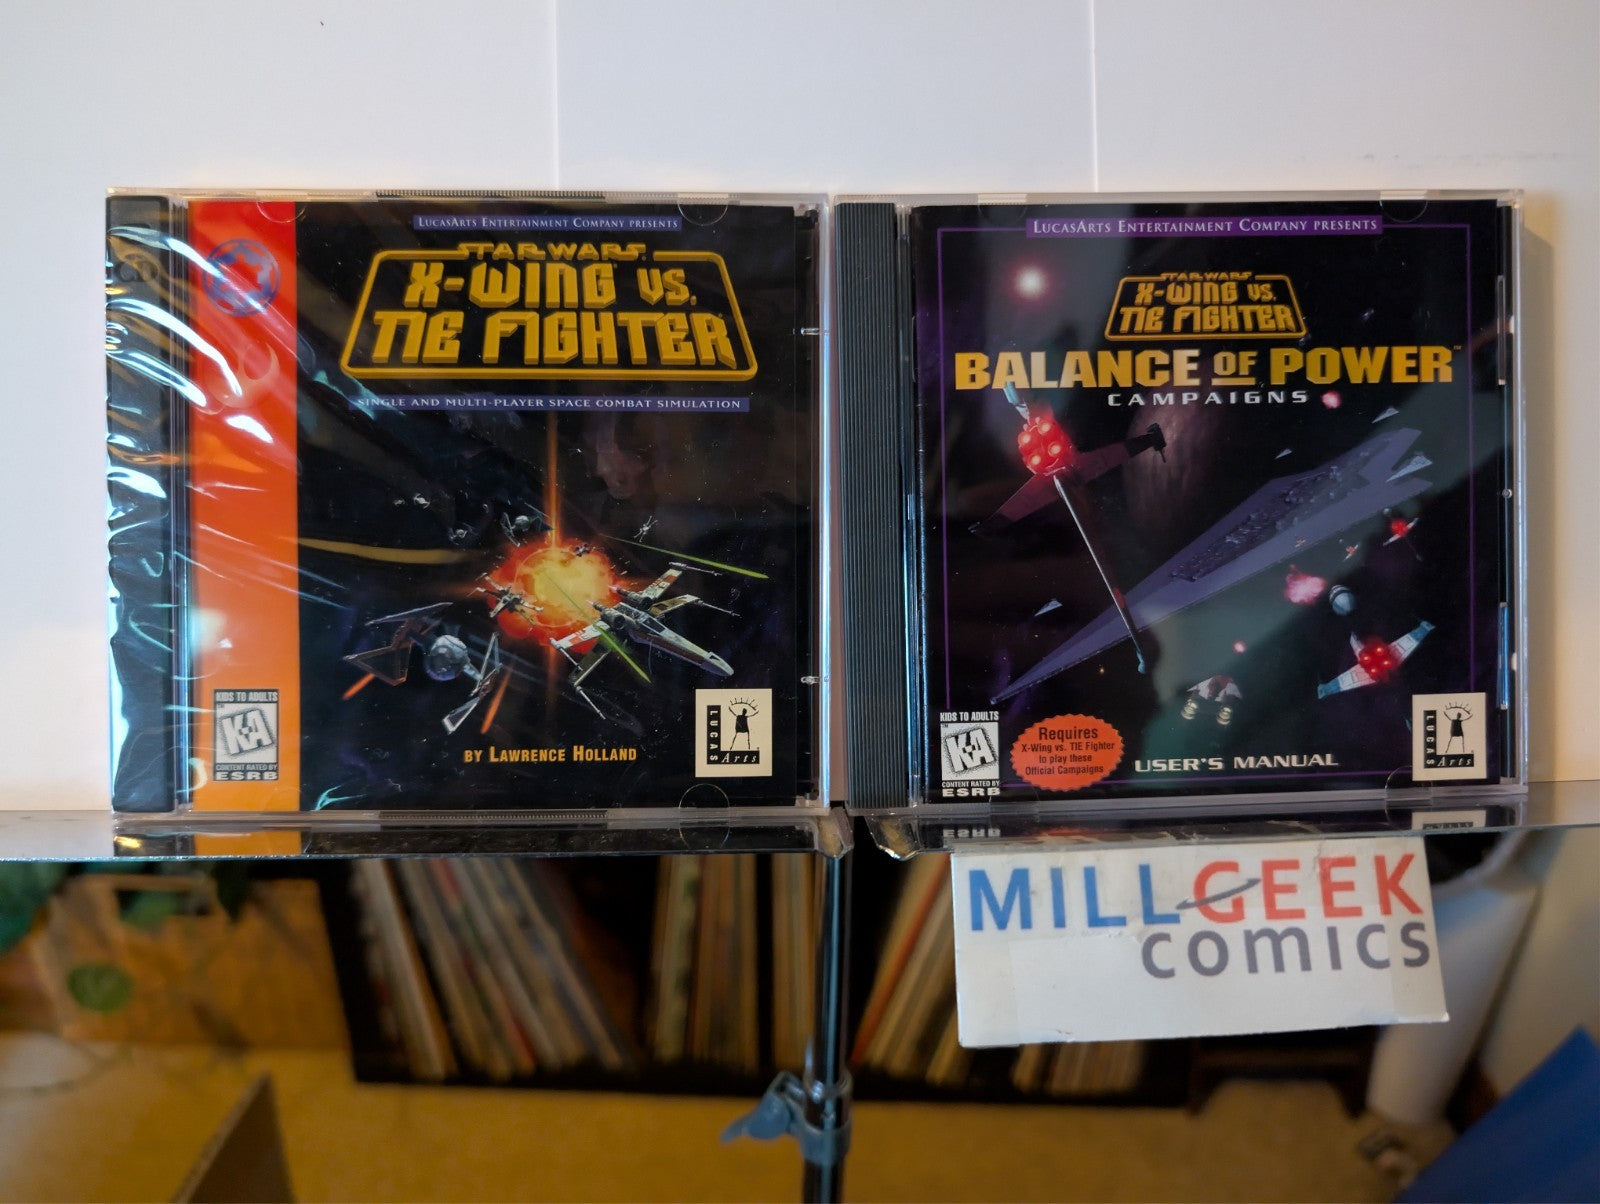 LucasArts Entertainment Company presents
STAR WARS
X-WING VS.
TIE FIGHTER
SINGLE AND MULTI-PLAYER SPACE COMBAT SIMULATION
KIDS TO ADULTS
K-A
CONTENT RATED BY
ESRB
BY LAWRENCE HOLLAND
LUCAS
Arts
LucasArts Entertainment Company presents
STAR WARS
X-WING VS.
TIE FIGHTER
BALANCE OF POWER™
CAMPAIGNS
KIDS TO ADULTS
K-A
CONTENT RATED BY
ESRB
Requires
X-Wing vs. TIE Fighter
to play these
Official Campaigns
USER'S MANUAL
LUCAS
Arts
MILLGEEK
comics